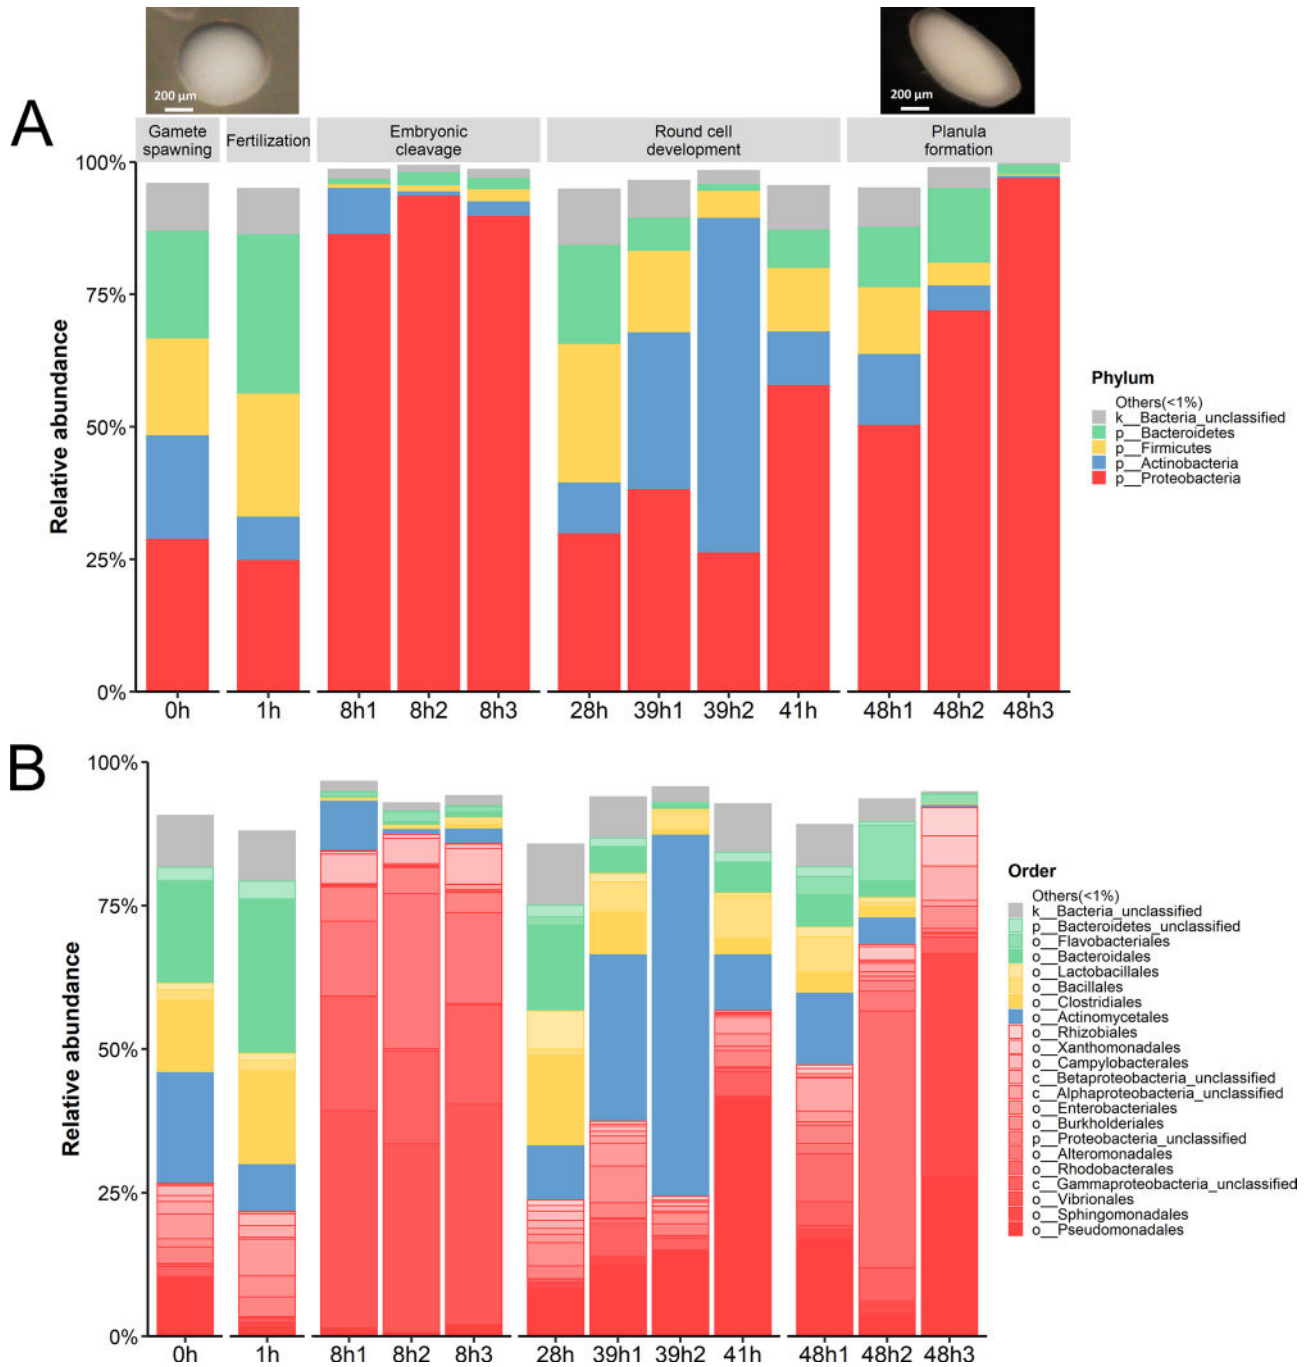 200 µm
200 µm
A
Gamete
spawning
Fertilization
Embryonic
cleavage
Round cell
development
Planula
formation
100%
75%
50%
25%
0%
Relative abundance
0h
1h
8h1
8h2
8h3
28h
39h1
39h2
41h
48h1
48h2
48h3
Phylum
Others(<1%)
k__Bacteria_unclassified
p__Bacteroidetes
p__Firmicutes
p__Actinobacteria
p__Proteobacteria
B
100%
75%
50%
25%
0%
Relative abundance
0h
1h
8h1
8h2
8h3
28h
39h1
39h2
41h
48h1
48h2
48h3
Order
Others(<1%)
k__Bacteria_unclassified
p__Bacteroidetes_unclassified
o__Flavobacteriales
o__Bacteroidales
o__Lactobacillales
o__Bacillales
o__Clostridiales
o__Actinomycetales
o__Rhizobiales
o__Xanthomonadales
o__Campylobacterales
c__Betaproteobacteria_unclassified
c__Alphaproteobacteria_unclassified
o__Enterobacteriales
o__Burkholderiales
p__Proteobacteria_unclassified
o__Alteromonadales
o__Rhodobacterales
c__Gammaproteobacteria_unclassified
o__Vibrionales
o__Sphingomonadales
o__Pseudomonadales